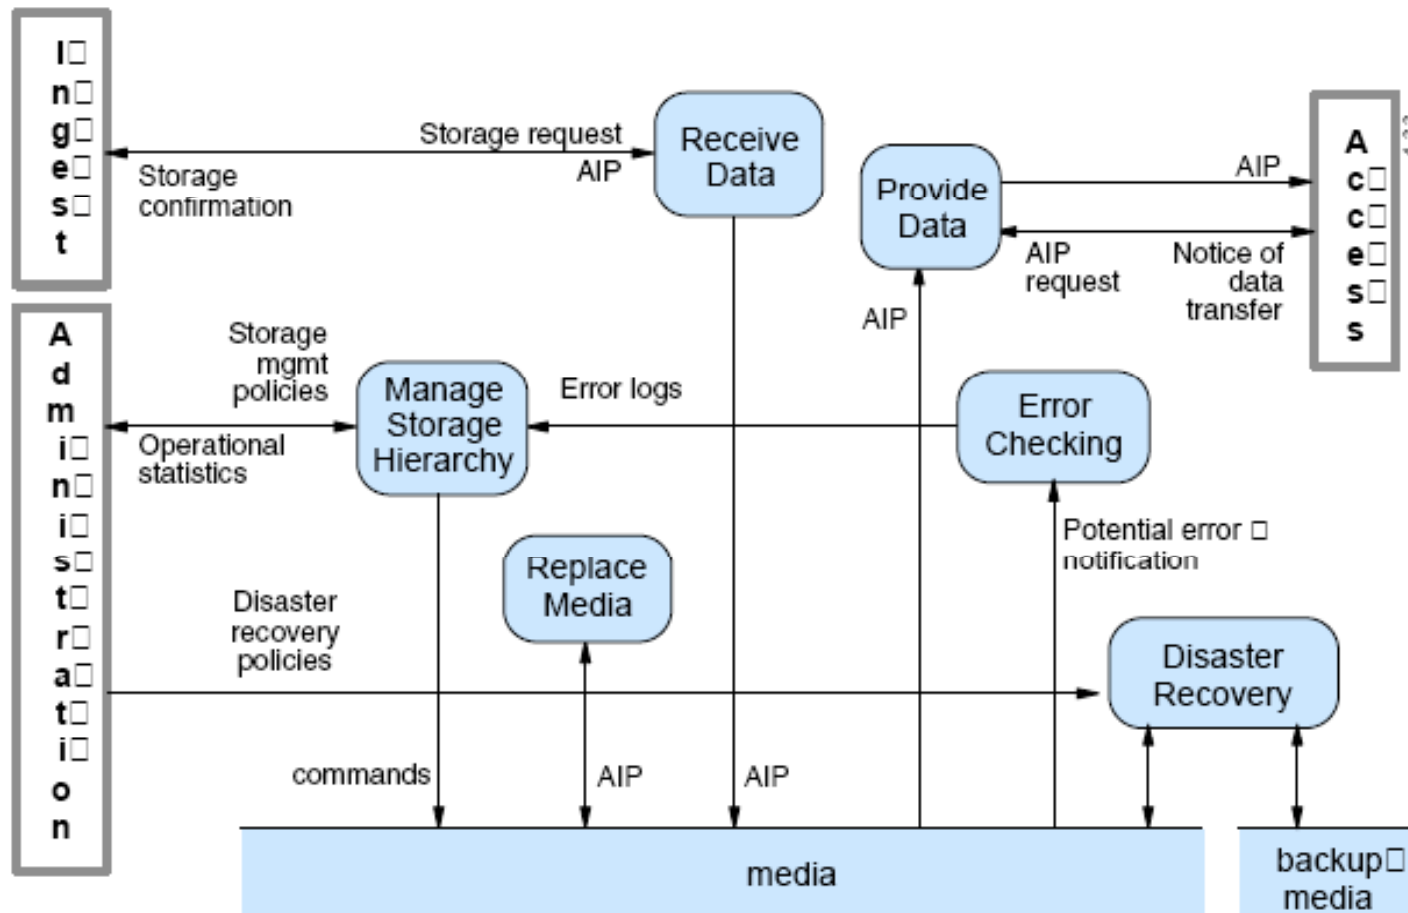 Ingest
Storage request
AIP
Storage
confirmation
Receive
Data
Provide
Data
AIP
AIP
request
Notice of
data
transfer
Access
AIP
Administration
Storage
mgmt
policies
Operational
statistics
Manage
Storage
Hierarchy
Error logs
Error
Checking
Potential error □
notification
Replace
Media
Disaster
recovery
policies
Disaster
Recovery
commands
AIP
AIP
media
backup□
media